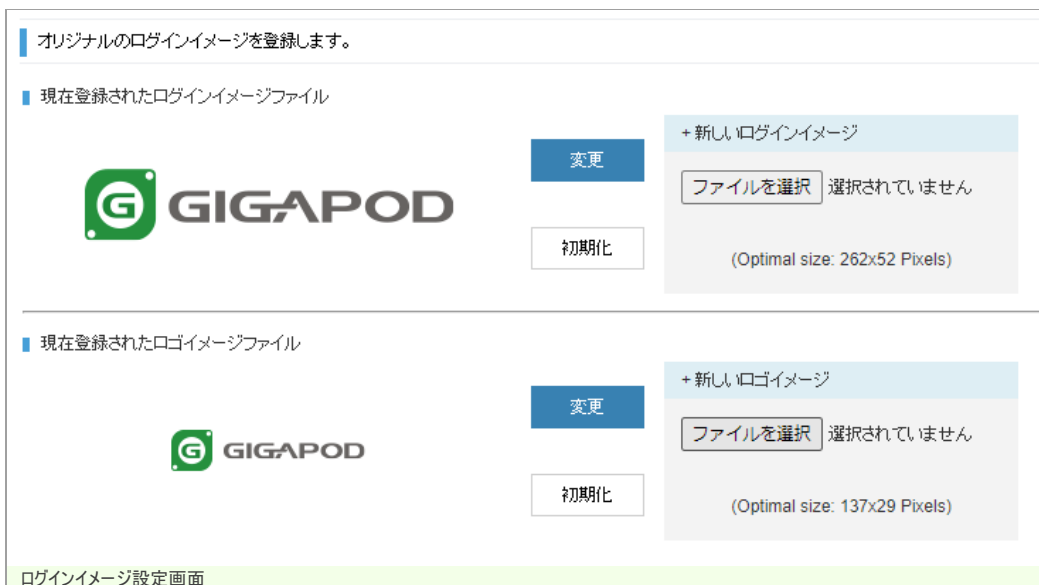 オリジナルのログインイメージを登録します。
現在登録されたログインイメージファイル
G GIGAPOD
変更
初期化
+新しいログインイメージ
ファイルを選択 選択されていません
(Optimal size: 262x52 Pixels)
現在登録されたロゴイメージファイル
G GIGAPOD
変更
初期化
+新しいロゴイメージ
ファイルを選択 選択されていません
(Optimal size: 137x29 Pixels)
ログインイメージ設定画面